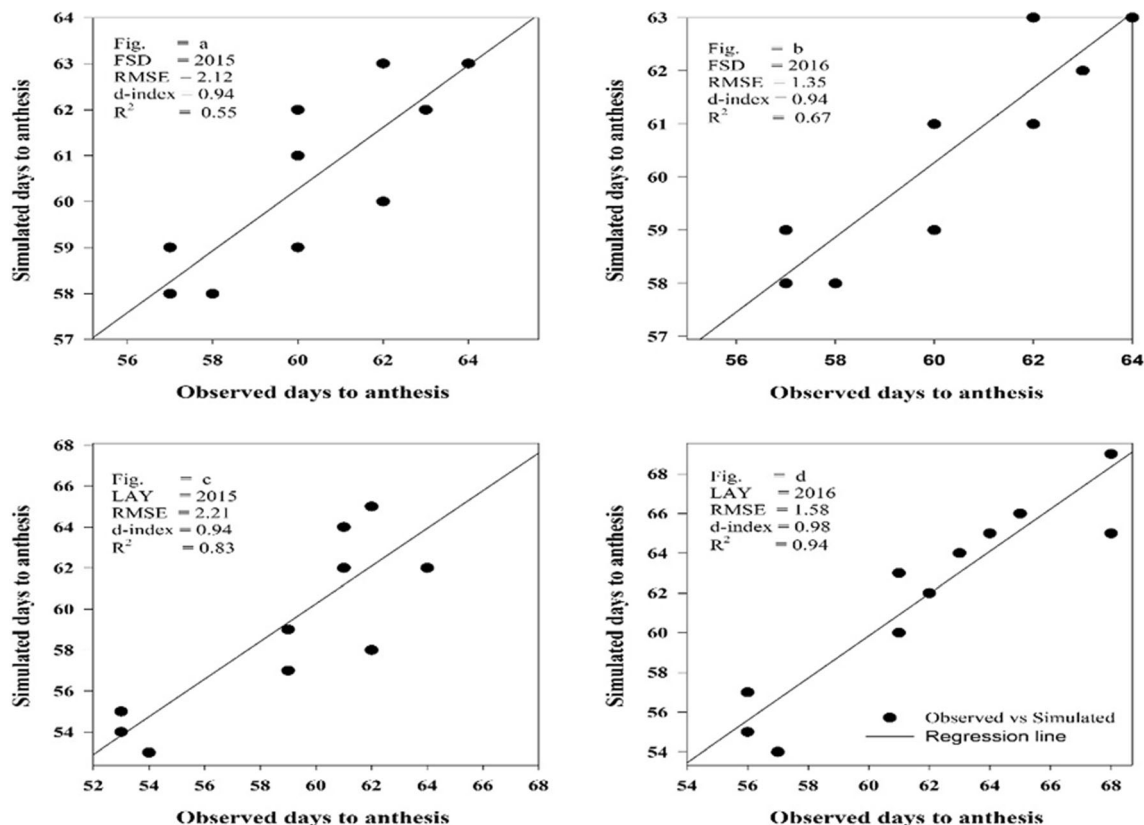 Fig. = a
FSD = 2015
RMSE = 2.12
d-index = 0.94
R² = 0.55
Simulated days to anthesis
64
63
62
61
60
59
58
57
56 58 60 62 64
Observed days to anthesis
Fig. = b
FSD = 2016
RMSE = 1.35
d-index = 0.94
R² = 0.67
Simulated days to anthesis
63
62
61
60
59
58
57
56 58 60 62 64
Observed days to anthesis
Fig. = c
LAY = 2015
RMSE = 2.21
d-index = 0.94
R² = 0.83
Simulated days to anthesis
68
66
64
62
60
58
56
54
52 54 56 58 60 62 64 66 68
Observed days to anthesis
Fig. = d
LAY = 2016
RMSE = 1.58
d-index = 0.98
R² = 0.94
Simulated days to anthesis
68
66
64
62
60
58
56
54
54 56 58 60 62 64 66 68
Observed vs Simulated
Regression line
Observed days to anthesis